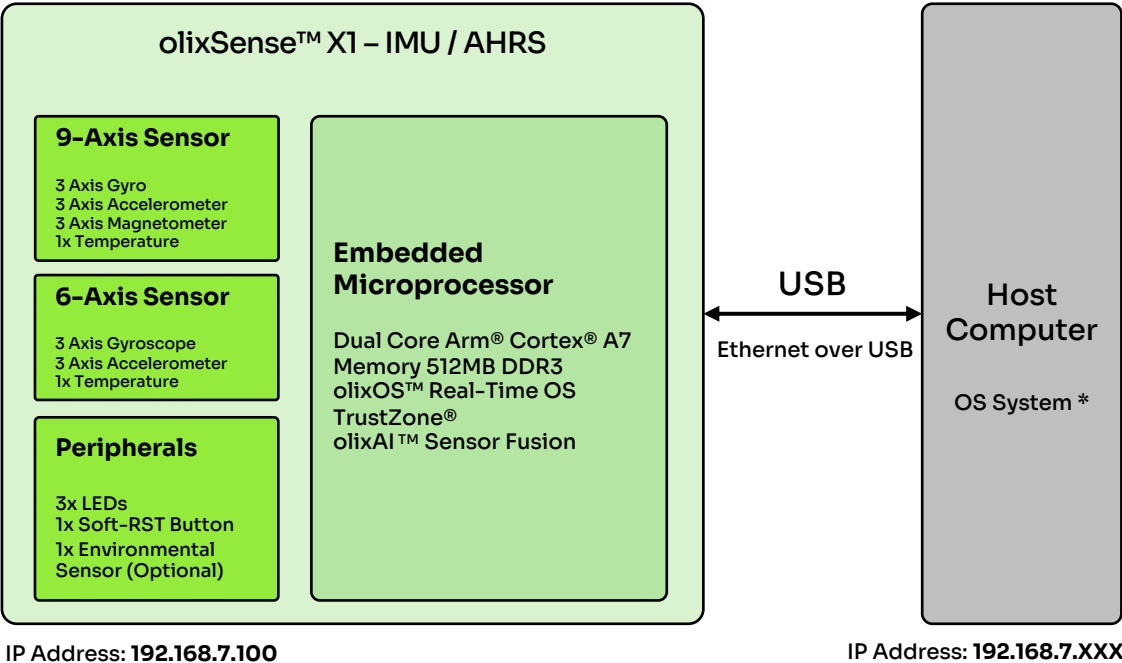 olixSense™ X1 – IMU / AHRS
9-Axis Sensor
3 Axis Gyro
3 Axis Accelerometer
3 Axis Magnetometer
1x Temperature
6-Axis Sensor
3 Axis Gyroscope
3 Axis Accelerometer
1x Temperature
Peripherals
3x LEDs
1x Soft-RST Button
1x Environmental
Sensor (Optional)
Embedded
Microprocessor
Dual Core Arm® Cortex® A7
Memory 512MB DDR3
olixOS™ Real-Time OS
TrustZone®
olixAI™ Sensor Fusion
USB
Ethernet over USB
Host
Computer
OS System *
IP Address: 192.168.7.100
IP Address: 192.168.7.XXX